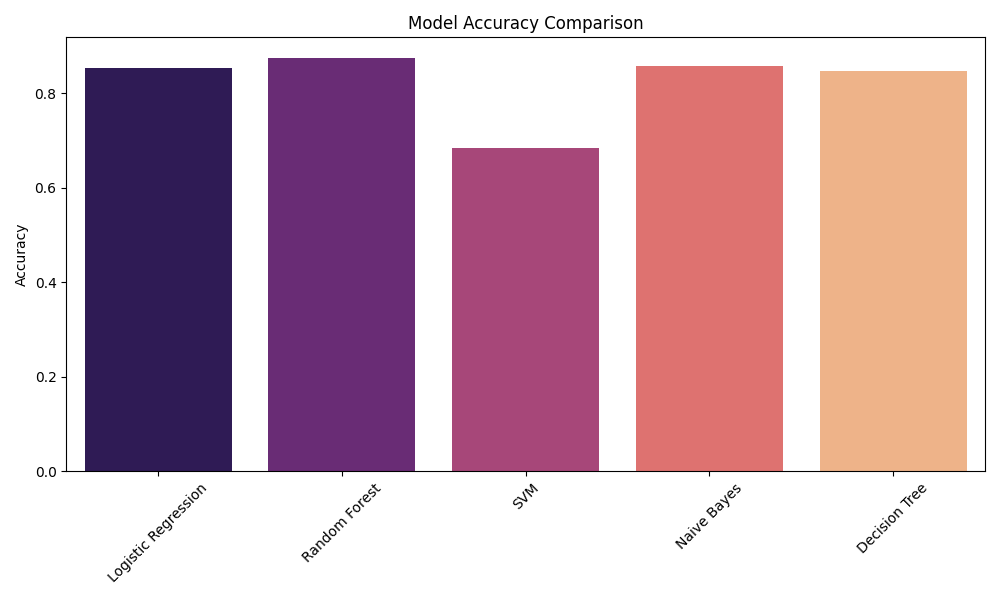 Model Accuracy Comparison
Accuracy
0.8
0.6
0.4
0.2
0.0
Logistic Regression
Random Forest
SVM
Naive Bayes
Decision Tree